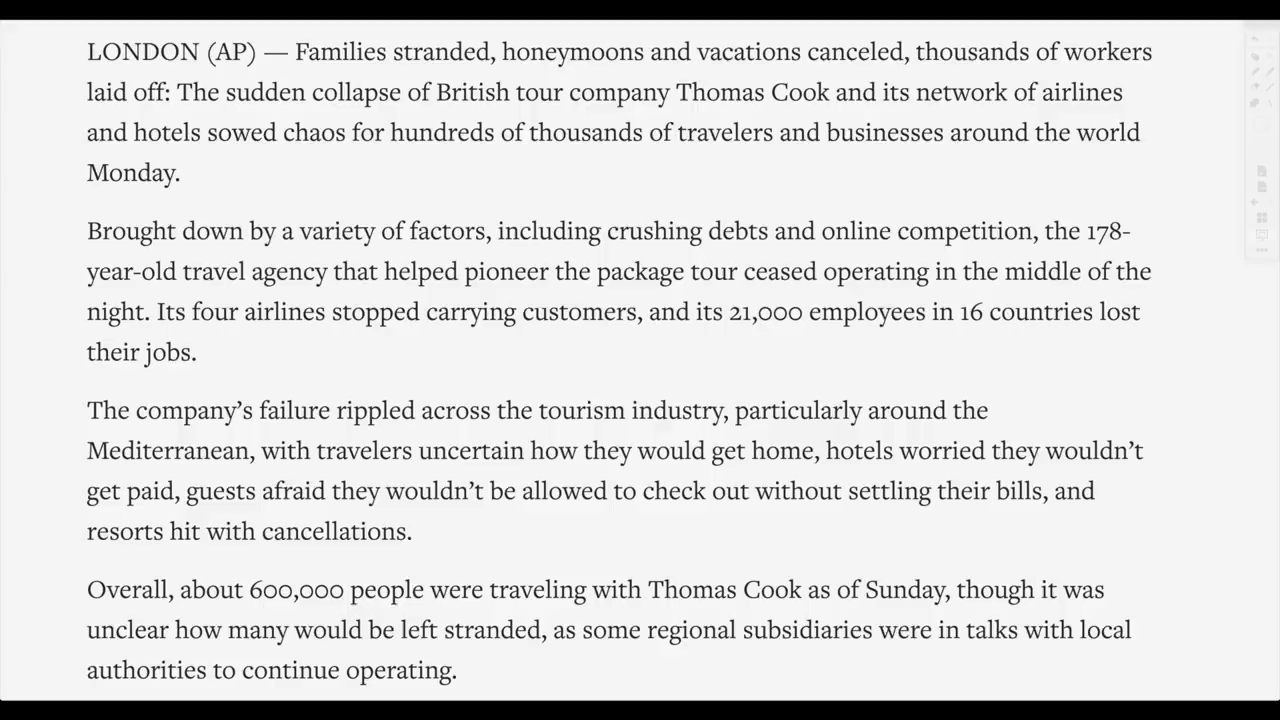 LONDON (AP) — Families stranded, honeymoons and vacations canceled, thousands of workers
laid off: The sudden collapse of British tour company Thomas Cook and its network of airlines
and hotels sowed chaos for hundreds of thousands of travelers and businesses around the world
Monday.
Brought down by a variety of factors, including crushing debts and online competition, the 178-
year-old travel agency that helped pioneer the package tour ceased operating in the middle of the
night. Its four airlines stopped carrying customers, and its 21,000 employees in 16 countries lost
their jobs.
The company’s failure rippled across the tourism industry, particularly around the
Mediterranean, with travelers uncertain how they would get home, hotels worried they wouldn’t
get paid, guests afraid they wouldn’t be allowed to check out without settling their bills, and
resorts hit with cancellations.
Overall, about 600,000 people were traveling with Thomas Cook as of Sunday, though it was
unclear how many would be left stranded, as some regional subsidiaries were in talks with local
authorities to continue operating.